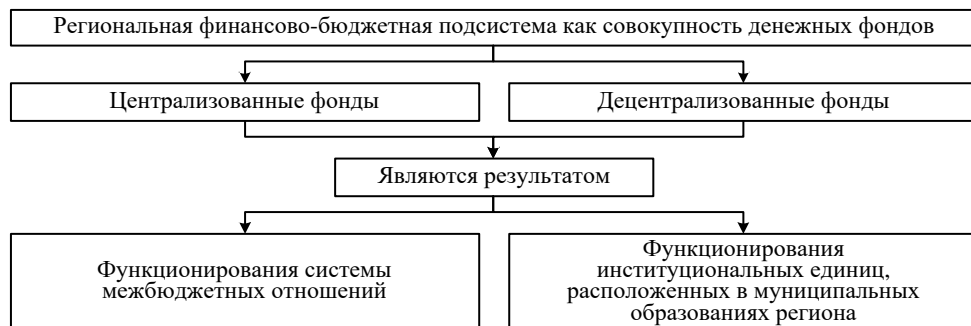 Региональная финансово-бюджетная подсистема как совокупность денежных фондов
Централизованные фонды
Децентрализованные фонды
Являются результатом
Функционирования системы
межбюджетных отношений
Функционирования
институциональных единиц,
расположенных в муниципальных
образованиях региона